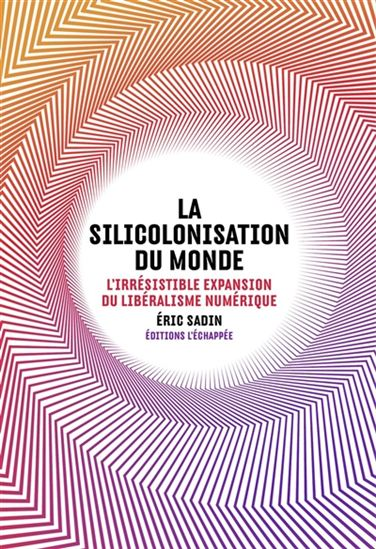 LA
SILICOLONISATION
DU MONDE
L'IRRÉSISTIBLE EXPANSION
DU LIBÉRALISME NUMÉRIQUE
ÉRIC SADIN
ÉDITIONS L'ÉCHAPPÉE